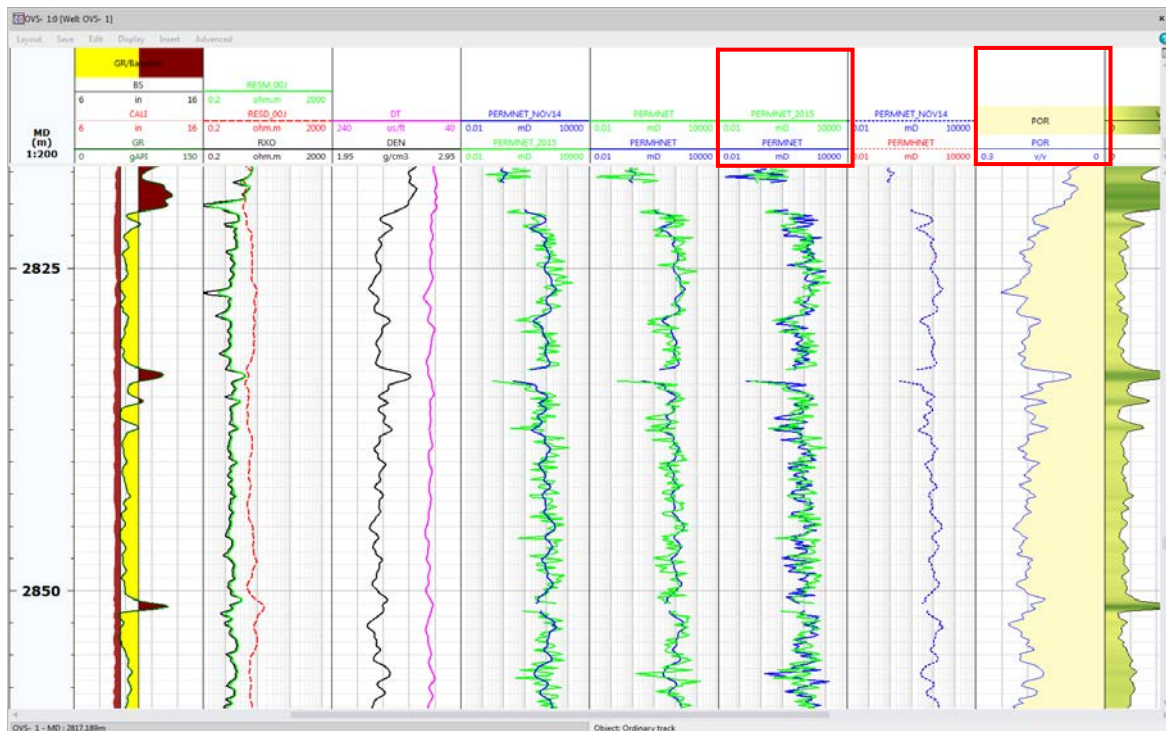 OVS- 1:0 [Well: OVS- 1]
Layout Save Edit Display Insert Advanced
MD
(m)
1:200
BS
6 in 16
CALI
6 in 16
GR
0 gAPI 150
RESM_00J
0.2 ohm.m 2000
RESD_00J
0.2 ohm.m 2000
RXO
0.2 ohm.m 2000
DT
240 us/ft 40
DEN
1.95 g/cm3 2.95
PERMNET_NOV14
0.01 mD 10000
PERMNET_2015
0.01 mD 10000
PERMNET
0.01 mD 10000
PERMHNET
0.01 mD 10000
PERMNET_2015
0.01 mD 10000
PERMNET
0.01 mD 10000
PERMNET_NOV14
0.01 mD 10000
PERMHNET
0.01 mD 10000
POR
POR
0.3 v/v 0
2825
2850
OVS- 1 - MD : 2817.189m
Object: Ordinary track